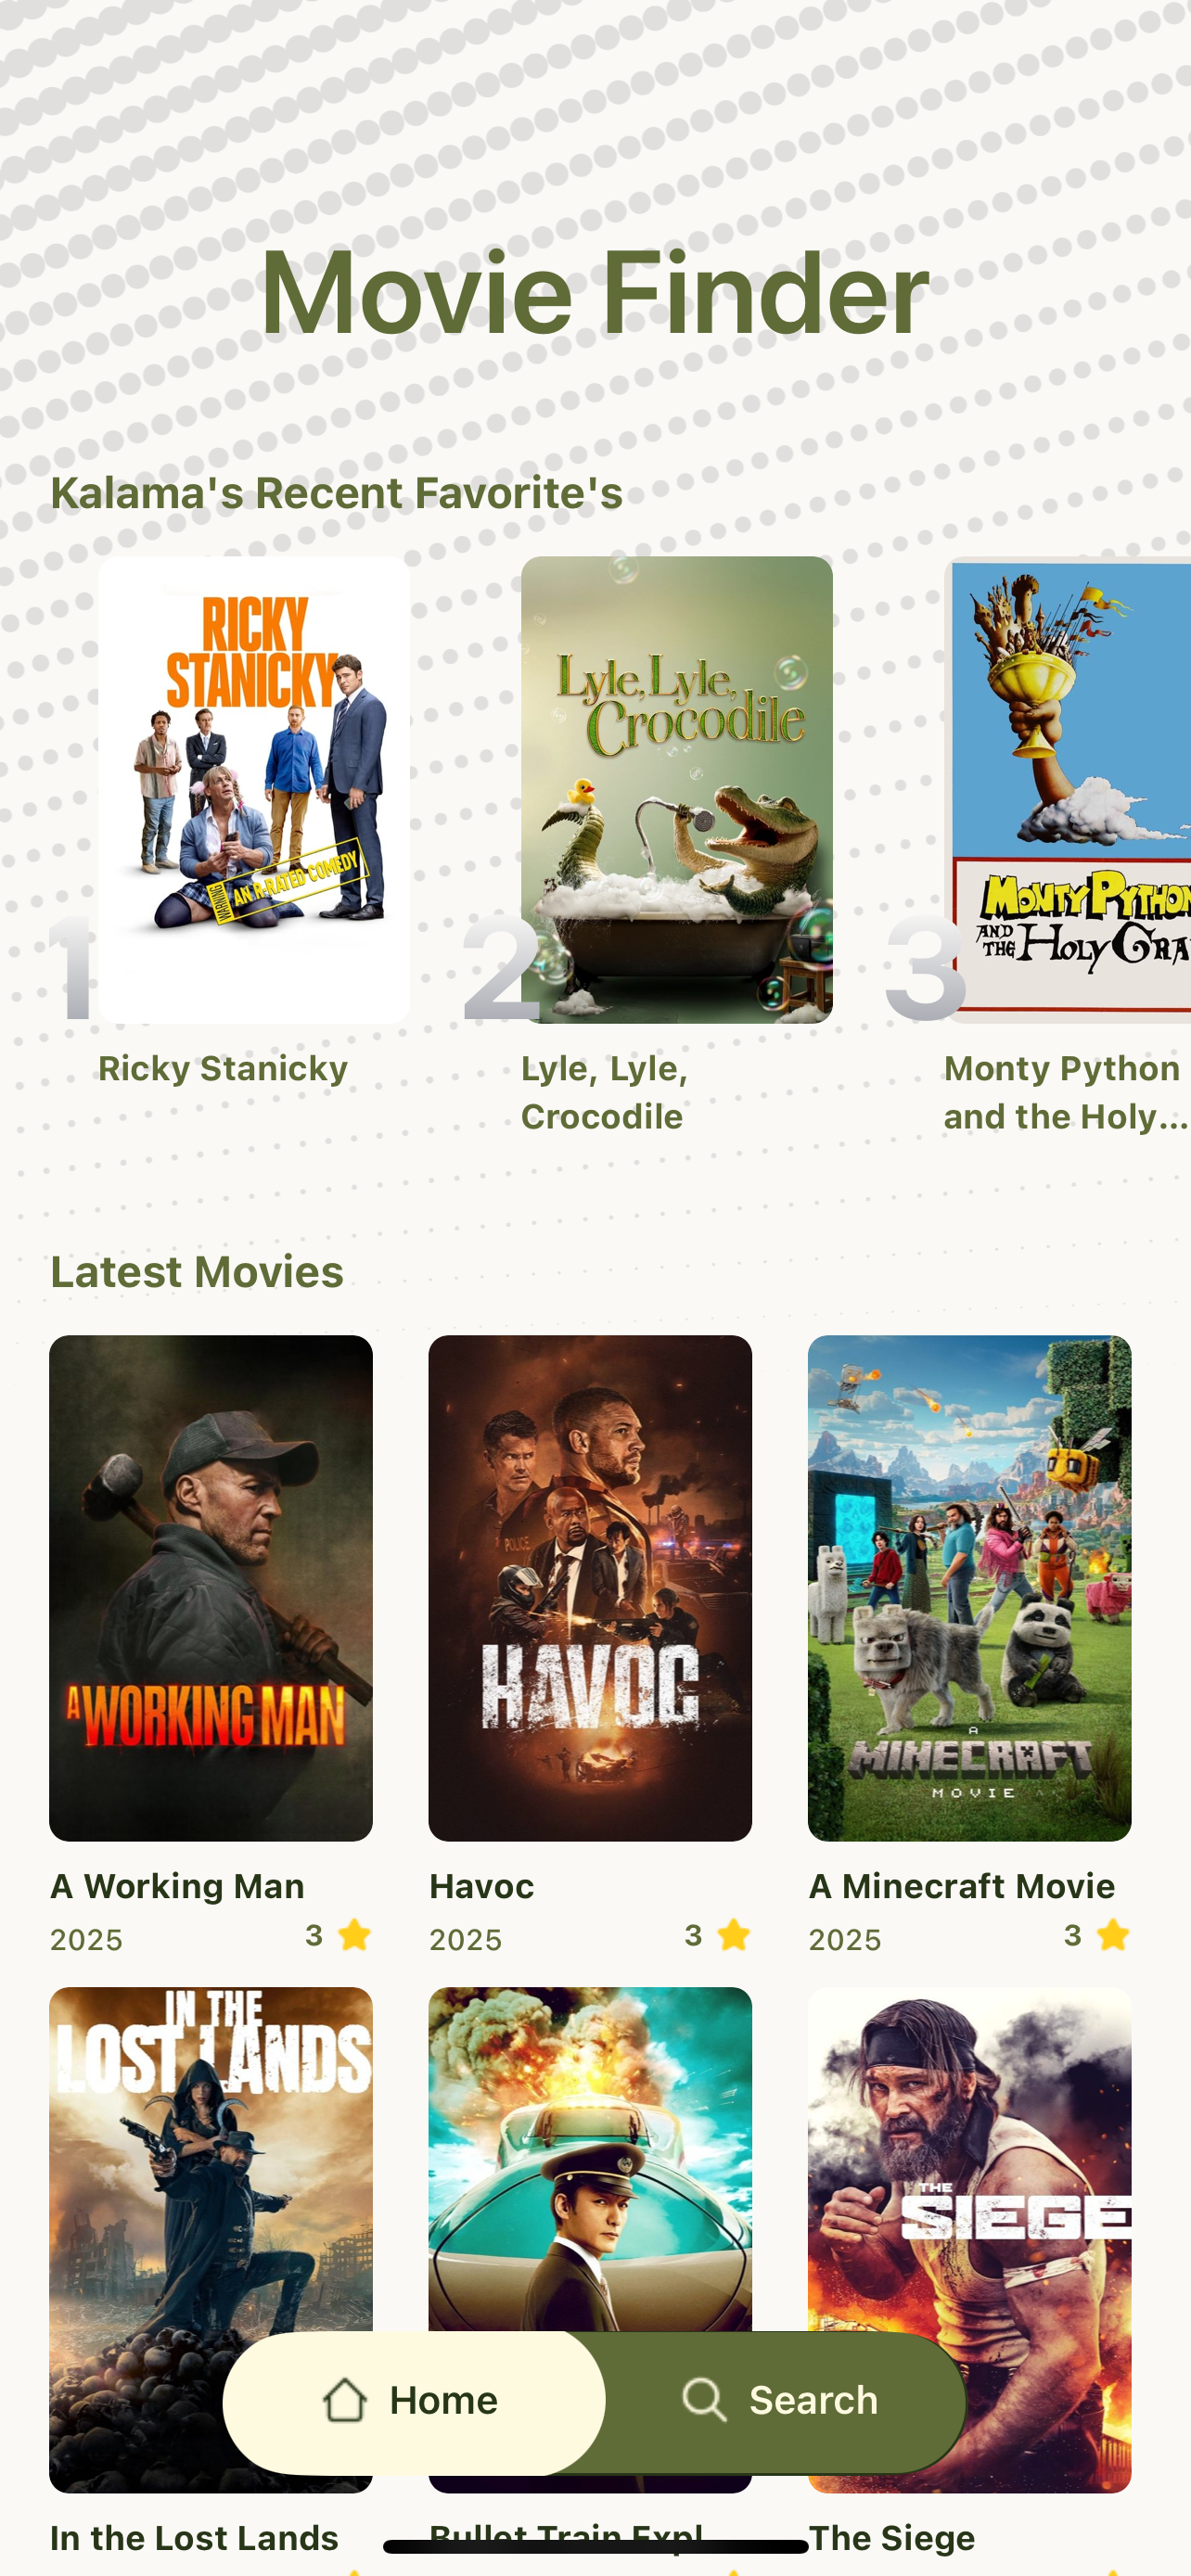 Movie Finder
Kalama's Recent Favorite's
RICKY
STANICKY
WARNING
AN R-RATED COMEDY
Lyle, Lyle,
Crocodile
MONTY PYTHON
AND
THE HOLY GRA
1
2
3
Ricky Stanicky
Lyle, Lyle,
Crocodile
Monty Python
and the Holy...
Latest Movies
A WORKING MAN
POLICE
HAVOC
A
MINECRAFT
MOVIE
A Working Man
2025
3
Havoc
2025
3
A Minecraft Movie
2025
3
IN THE
LOST LANDS
THE
SIEGE
Home
Search
In the Lost Lands
Bullet Train Expl
The Siege